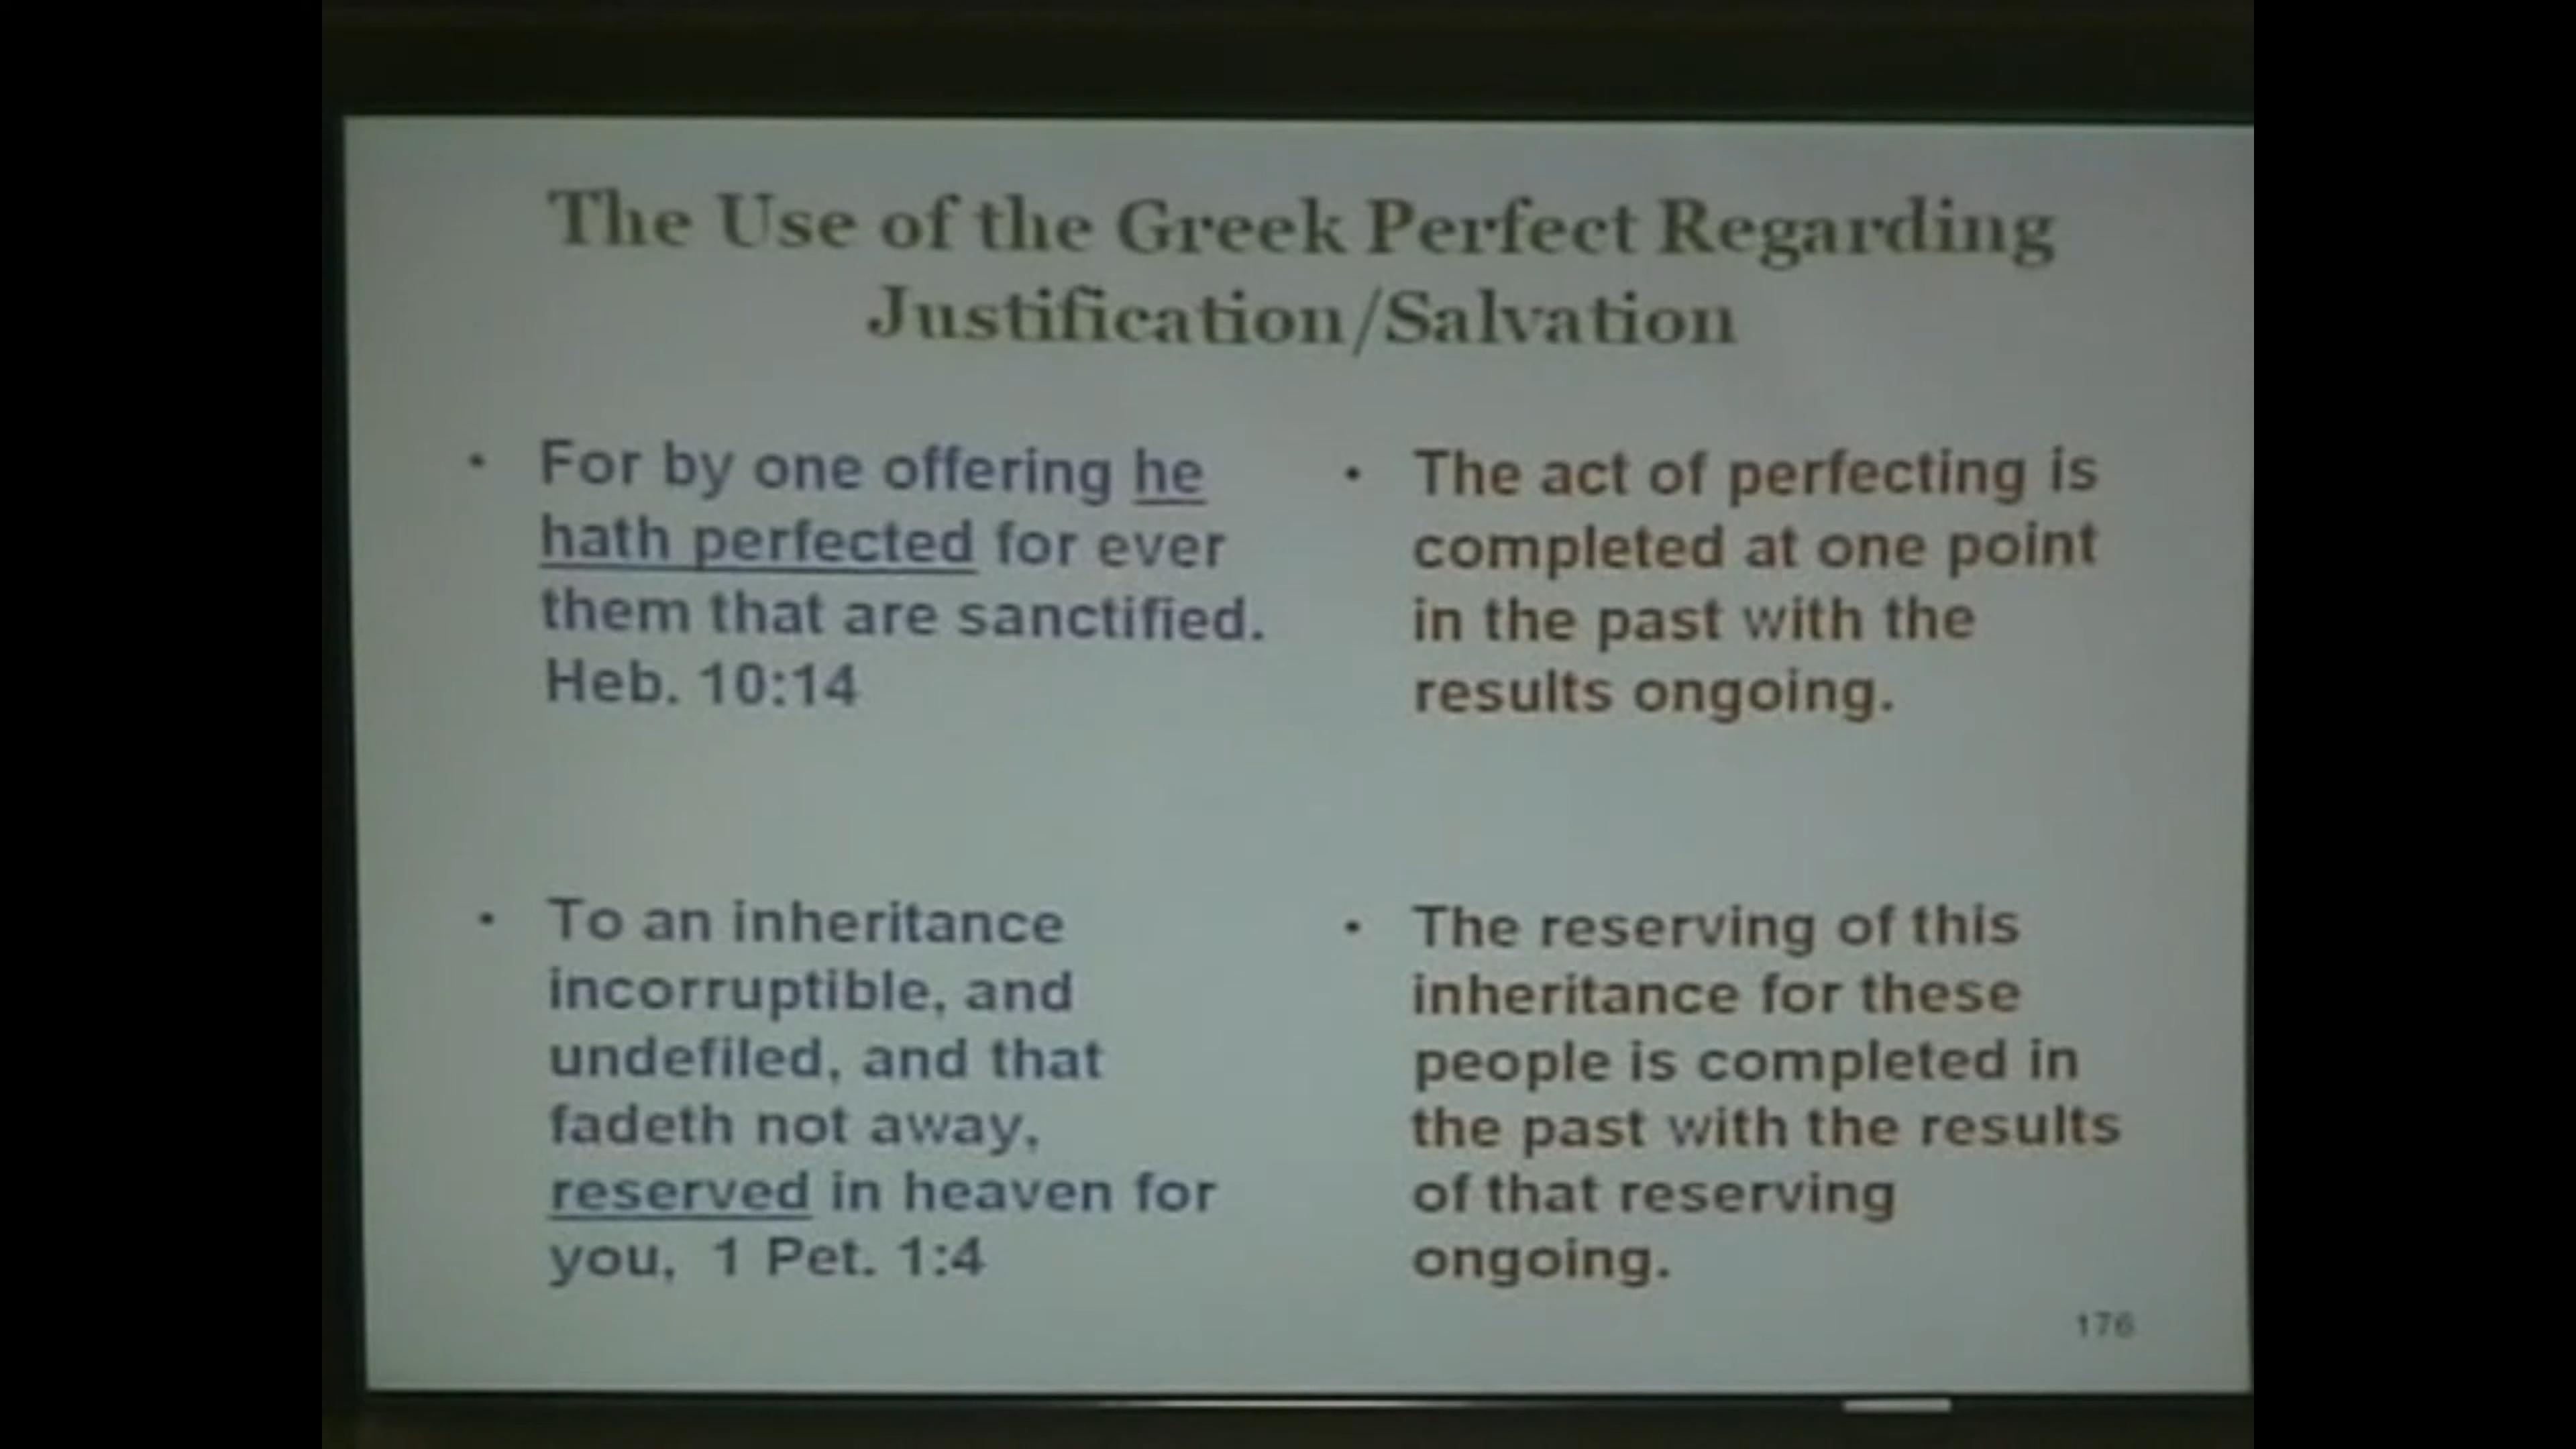 The Use of the Greek Perfect Regarding
Justification/Salvation
• For by one offering he
hath perfected for ever
them that are sanctified.
Heb. 10:14
• The act of perfecting is
completed at one point
in the past with the
results ongoing.
• To an inheritance
incorruptible, and
undefiled, and that
fadeth not away,
reserved in heaven for
you, 1 Pet. 1:4
• The reserving of this
inheritance for these
people is completed in
the past with the results
of that reserving
ongoing.
176